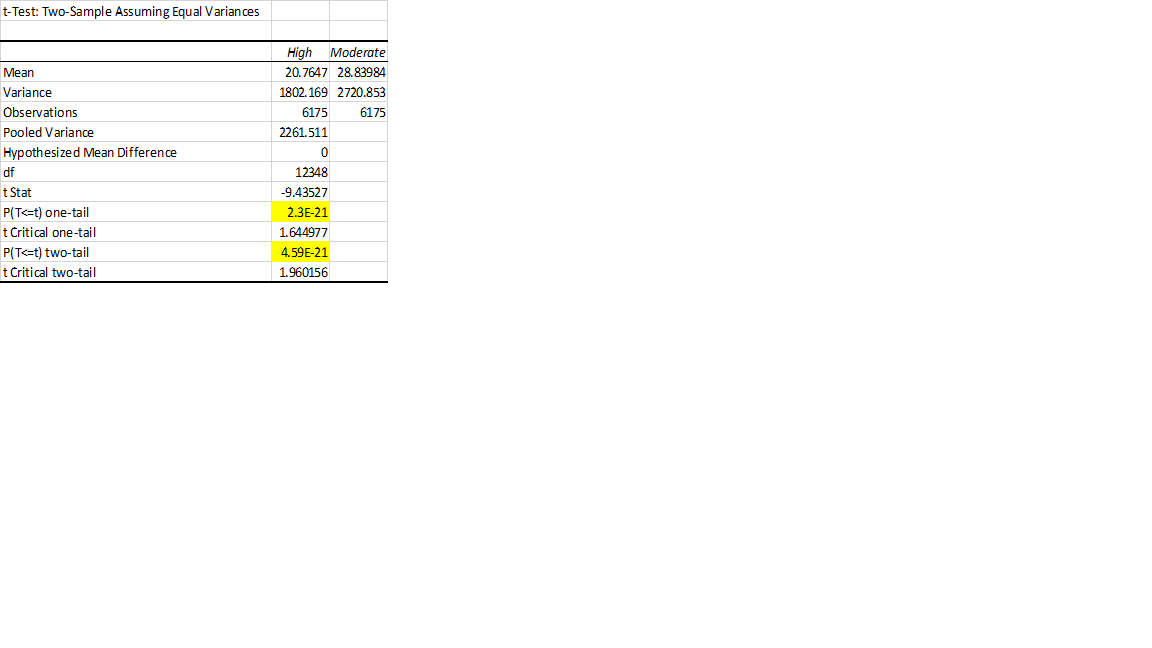 t-Test: Two-Sample Assuming Equal Variances
High Moderate
Mean 20.7647 28.83984
Variance 1802.169 2720.853
Observations 6175 6175
Pooled Variance 2261.511
Hypothesized Mean Difference 0
df 12348
t Stat -9.43527
P(T<=t) one-tail 2.3E-21
t Critical one-tail 1.644977
P(T<=t) two-tail 4.59E-21
t Critical two-tail 1.960156